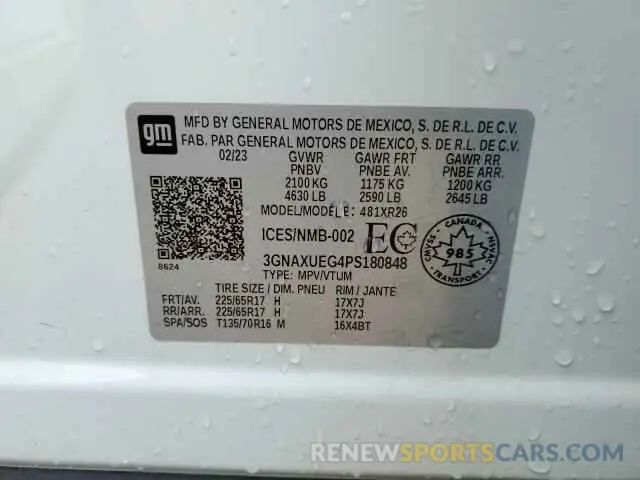 gm
MFD BY GENERAL MOTORS DE MEXICO, S. DE R.L. DE C.V.
FAB. PAR GENERAL MOTORS DE MEXICO, S. DE R.L. DE C.V.
02/23 GVWR GAWR FRT GAWR RR
PNBV PNBE AV. PNBE ARR.
2100 KG 1175 KG 1200 KG
4630 LB 2590 LB 2645 LB
MODEL/MODÈLE: 481XR26
ICES/NMB-002 EC
3GNAXUEG4PS180848
8624
TYPE: MPV/VTUM
CANADA
CMVSS 985 NSVAC
TIRE SIZE / DIM. PNEU RIM / JANTE
FRT/AV. 225/65R17 H 17X7J
RR/ARR. 225/65R17 H 17X7J
SPA/SOS T135/70R16 M 16X4BT
RENEWSPORTSCARS.COM